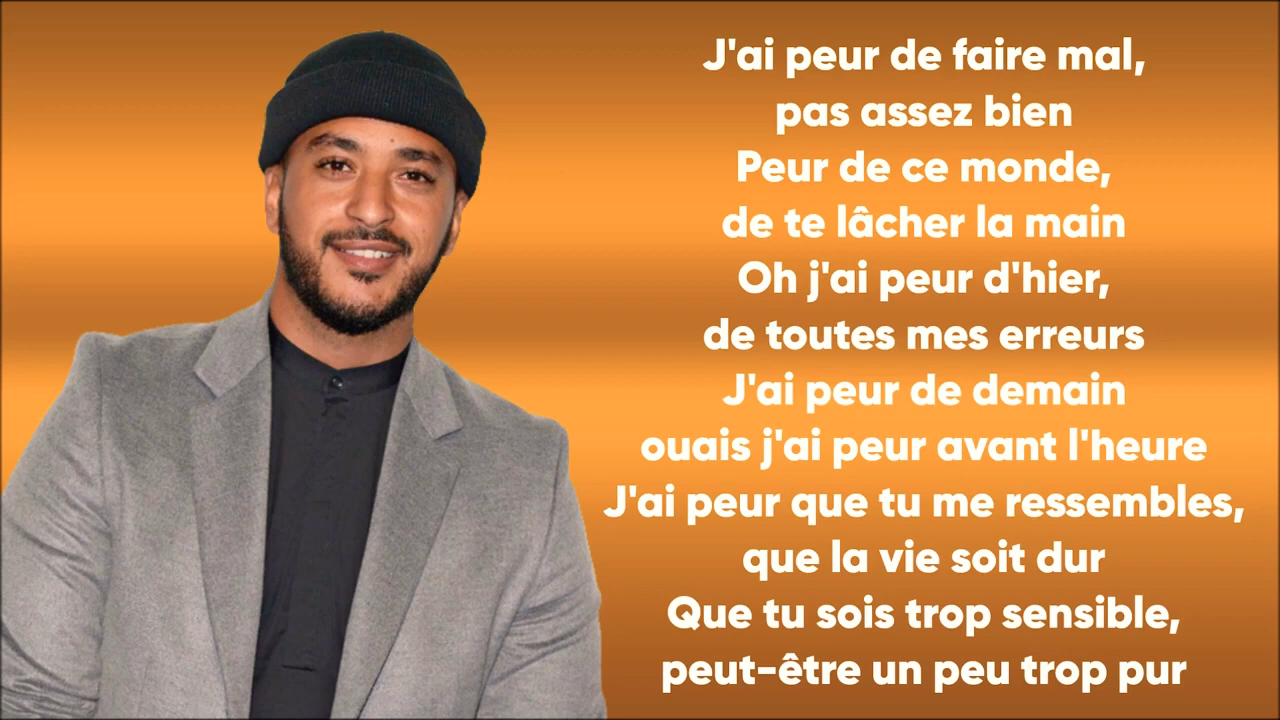 J'ai peur de faire mal,
pas assez bien
Peur de ce monde,
de te lâcher la main
Oh j'ai peur d'hier,
de toutes mes erreurs
J'ai peur de demain
ouais j'ai peur avant l'heure
J'ai peur que tu me ressembles,
que la vie soit dur
Que tu sois trop sensible,
peut-être un peu trop pur